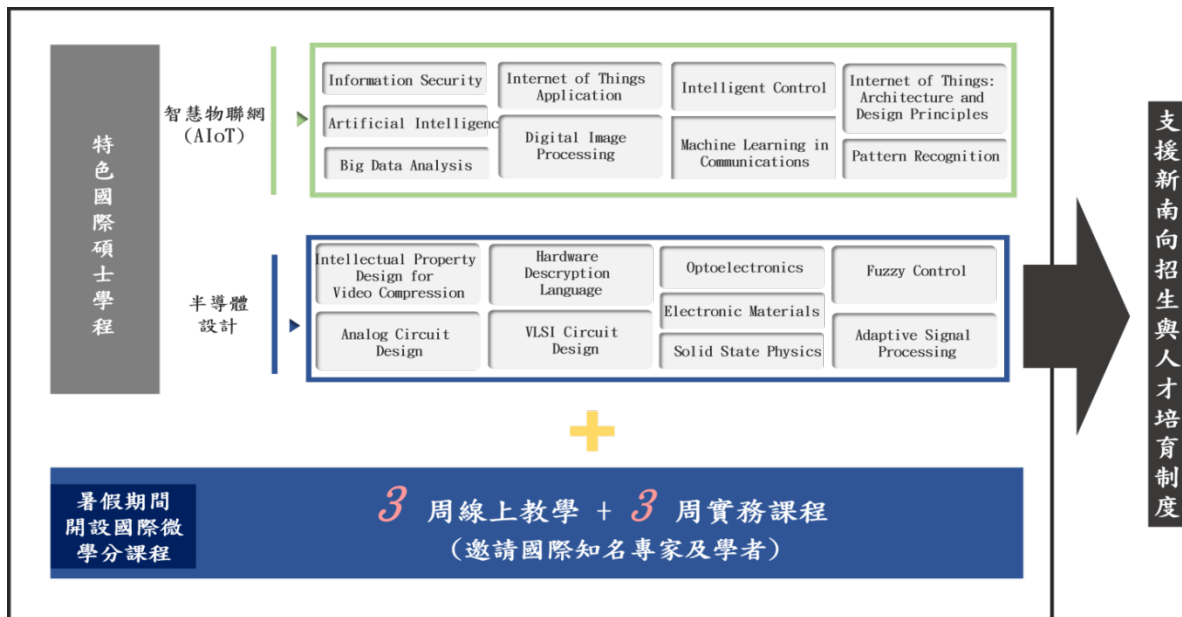 特色國際碩士學程
智慧物聯網
(AIoT)
Information Security
Artificial Intelligenc
Big Data Analysis
Internet of Things
Application
Digital Image
Processing
Intelligent Control
Machine Learning in
Communications
Internet of Things:
Architecture and
Design Principles
Pattern Recognition
半導體
設計
Intellectual Property
Design for
Video Compression
Analog Circuit
Design
Hardware
Descryption
Language
VLSI Circuit
Design
Optoelectronics
Electronic Materials
Solid State Physics
Fuzzy Control
Adaptive Signal
Processing
+
暑假期間
開設國際微
學分課程
3 周線上教學 + 3 周實務課程
(邀請國際知名專家及學者)
支援新南向招生與人才培育制度